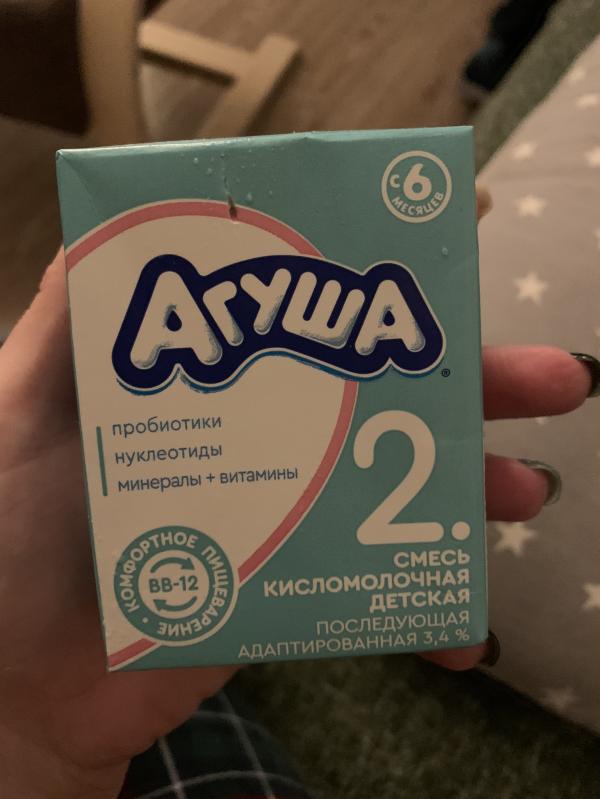 с 6
МЕСЯЦЕВ
АГУША
®
пробиотики
нуклеотиды
минералы + витамины
2.
КОМФОРТНОЕ ПИЩЕВАРЕНИЕ •
BB-12
СМЕСЬ
КИСЛОМОЛОЧНАЯ
ДЕТСКАЯ
ПОСЛЕДУЮЩАЯ
АДАПТИРОВАННАЯ 3,4 %